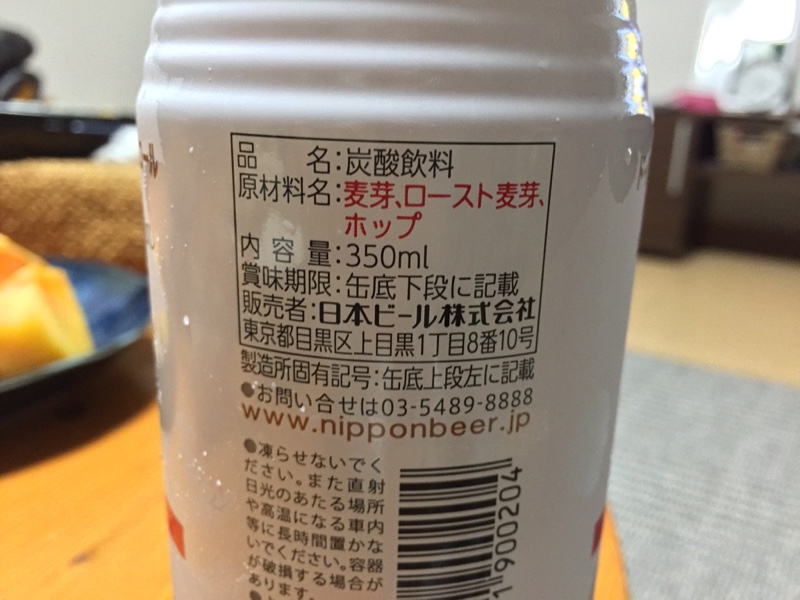 品名:炭酸飲料
原材料名:麦芽、ロースト麦芽、
ホップ
内容量:350ml
賞味期限:缶底下段に記載
販売者:日本ビール株式会社
東京都目黒区上目黒1丁目8番10号
製造所固有記号:缶底上段左に記載
●お問い合せは03-5489-8888
www.nipponbeer.jp
●凍らせないでく
ださい。また直射
日光のあたる場所
や高温になる車内
等に長時間置かな
いでください。容器
が破損する場合が
あります。
1900204